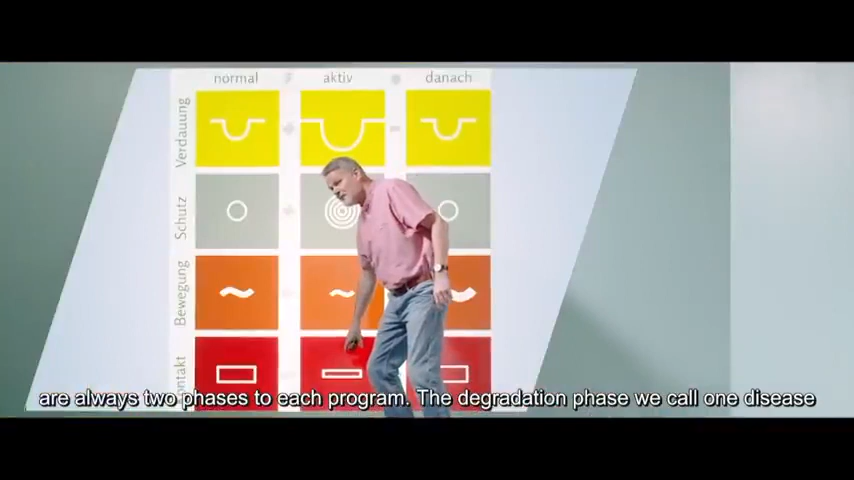 normal aktiv danach
Verdauung
Schutz
Bewegung
are always two phases to each program. The degradation phase we call one disease